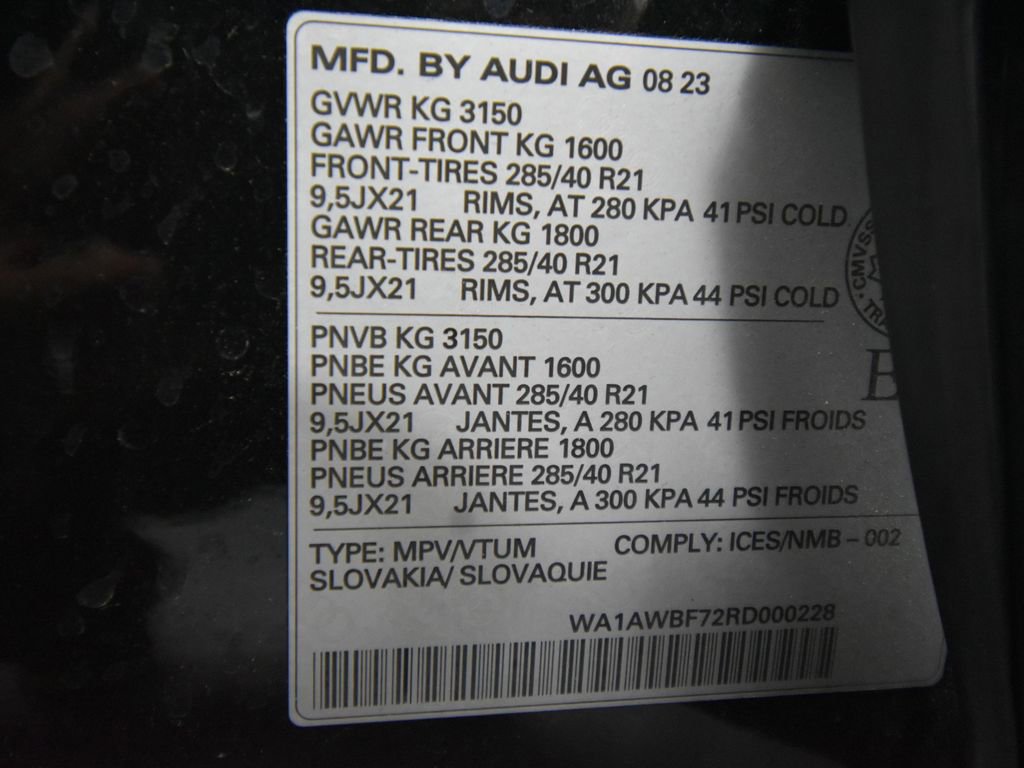 MFD. BY AUDI AG 08 23
GVWR KG 3150
GAWR FRONT KG 1600
FRONT-TIRES 285/40 R21
9,5JX21 RIMS, AT 280 KPA 41 PSI COLD
GAWR REAR KG 1800
REAR-TIRES 285/40 R21
9,5JX21 RIMS, AT 300 KPA 44 PSI COLD
CMVSS
PNVB KG 3150
PNBE KG AVANT 1600
PNEUS AVANT 285/40 R21
9,5JX21 JANTES, A 280 KPA 41 PSI FROIDS
PNBE KG ARRIERE 1800
PNEUS ARRIERE 285/40 R21
9,5JX21 JANTES, A 300 KPA 44 PSI FROIDS
TYPE: MPV/VTUM COMPLY: ICES/NMB - 002
SLOVAKIA/ SLOVAQUIE
WA1AWBF72RD000228